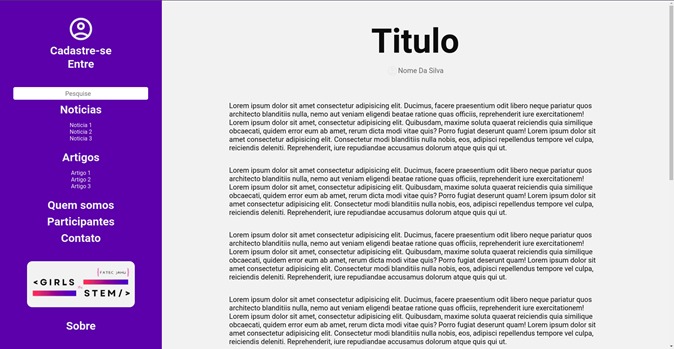 Cadastre-se
Entre
Pesquise
Noticias
Noticia 1
Noticia 2
Noticia 3
Artigos
Artigo 1
Artigo 2
Artigo 3
Quem somos
Participantes
Contato
[FATEC JAHU]
<GIRLS
STEM/>
Sobre
Titulo
Nome Da Silva
Lorem ipsum dolor sit amet consectetur adipisicing elit. Ducimus, facere praesentium odit libero neque pariatur quos
architecto blanditiis nulla, nemo aut veniam eligendi beatae ratione quas officiis, reprehenderit iure exercitationem!
Lorem ipsum dolor sit amet, consectetur adipisicing elit. Quibusdam, maxime soluta quaerat reiciendis quia similique
obcaecati, quidem error eum ab amet, rerum dicta modi vitae quis? Porro fugiat deserunt quam! Lorem ipsum dolor sit
amet consectetur adipisicing elit. Consectetur modi blanditiis nulla nobis, eos, adipisci repellendus tempore vel culpa,
reiciendis deleniti. Reprehenderit, iure repudiandae accusamus dolorum atque quis qui ut.
Lorem ipsum dolor sit amet consectetur adipisicing elit. Ducimus, facere praesentium odit libero neque pariatur quos
architecto blanditiis nulla, nemo aut veniam eligendi beatae ratione quas officiis, reprehenderit iure exercitationem!
Lorem ipsum dolor sit amet, consectetur adipisicing elit. Quibusdam, maxime soluta quaerat reiciendis quia similique
obcaecati, quidem error eum ab amet, rerum dicta modi vitae quis? Porro fugiat deserunt quam! Lorem ipsum dolor sit
amet consectetur adipisicing elit. Consectetur modi blanditiis nulla nobis, eos, adipisci repellendus tempore vel culpa,
reiciendis deleniti. Reprehenderit, iure repudiandae accusamus dolorum atque quis qui ut.
Lorem ipsum dolor sit amet consectetur adipisicing elit. Ducimus, facere praesentium odit libero neque pariatur quos
architecto blanditiis nulla, nemo aut veniam eligendi beatae ratione quas officiis, reprehenderit iure exercitationem!
Lorem ipsum dolor sit amet, consectetur adipisicing elit. Quibusdam, maxime soluta quaerat reiciendis quia similique
obcaecati, quidem error eum ab amet, rerum dicta modi vitae quis? Porro fugiat deserunt quam! Lorem ipsum dolor sit
amet consectetur adipisicing elit. Consectetur modi blanditiis nulla nobis, eos, adipisci repellendus tempore vel culpa,
reiciendis deleniti. Reprehenderit, iure repudiandae accusamus dolorum atque quis qui ut.
Lorem ipsum dolor sit amet consectetur adipisicing elit. Ducimus, facere praesentium odit libero neque pariatur quos
architecto blanditiis nulla, nemo aut veniam eligendi beatae ratione quas officiis, reprehenderit iure exercitationem!
Lorem ipsum dolor sit amet, consectetur adipisicing elit. Quibusdam, maxime soluta quaerat reiciendis quia similique
obcaecati, quidem error eum ab amet, rerum dicta modi vitae quis? Porro fugiat deserunt quam! Lorem ipsum dolor sit
amet consectetur adipisicing elit. Consectetur modi blanditiis nulla nobis, eos, adipisci repellendus tempore vel culpa,
reiciendis deleniti. Reprehenderit, iure repudiandae accusamus dolorum atque quis qui ut.